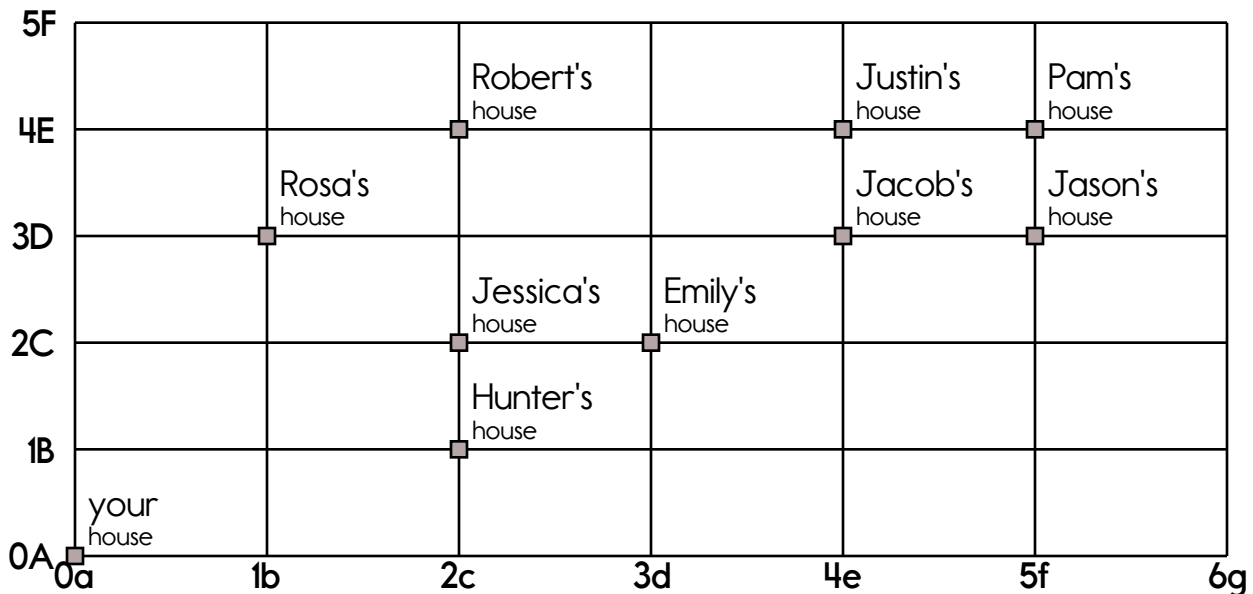 5F
Robert's
house
Justin's
house
Pam's
house
4E
Rosa's
house
Jacob's
house
Jason's
house
3D
Jessica's
house
Emily's
house
2C
Hunter's
house
1B
your
house
0A
0a 1b 2c 3d 4e 5f 6g